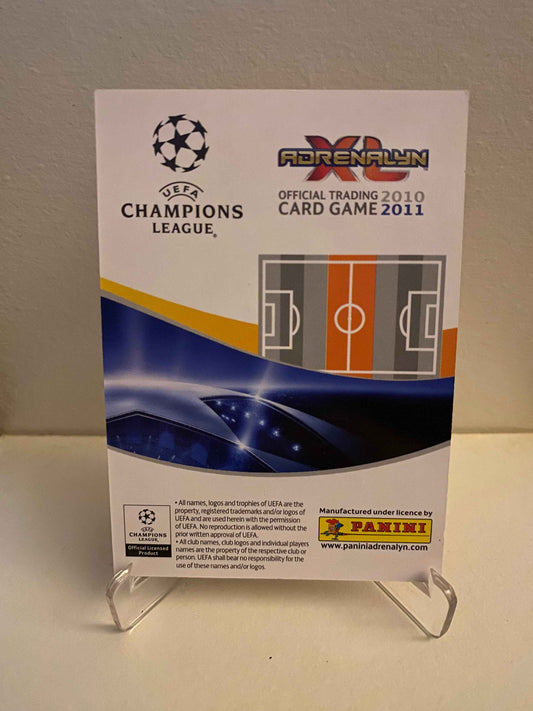 UEFA
CHAMPIONS
LEAGUE®
ADRENALYN
XL
OFFICIAL TRADING 2010
CARD GAME 2011
• All names, logos and trophies of UEFA are the
property, registered trademarks and/or logos of
UEFA and are used herein with the permission
of UEFA. No reproduction is allowed without the
prior written approval of UEFA.
• All club names, club logos and individual players
names are the property of the respective club or
person. UEFA shall bear no responsibility for the
use of these names and/or logos.
UEFA
CHAMPIONS
LEAGUE
Official Licensed
Product
Manufactured under licence by
PANINI
www.paniniadrenalyn.com